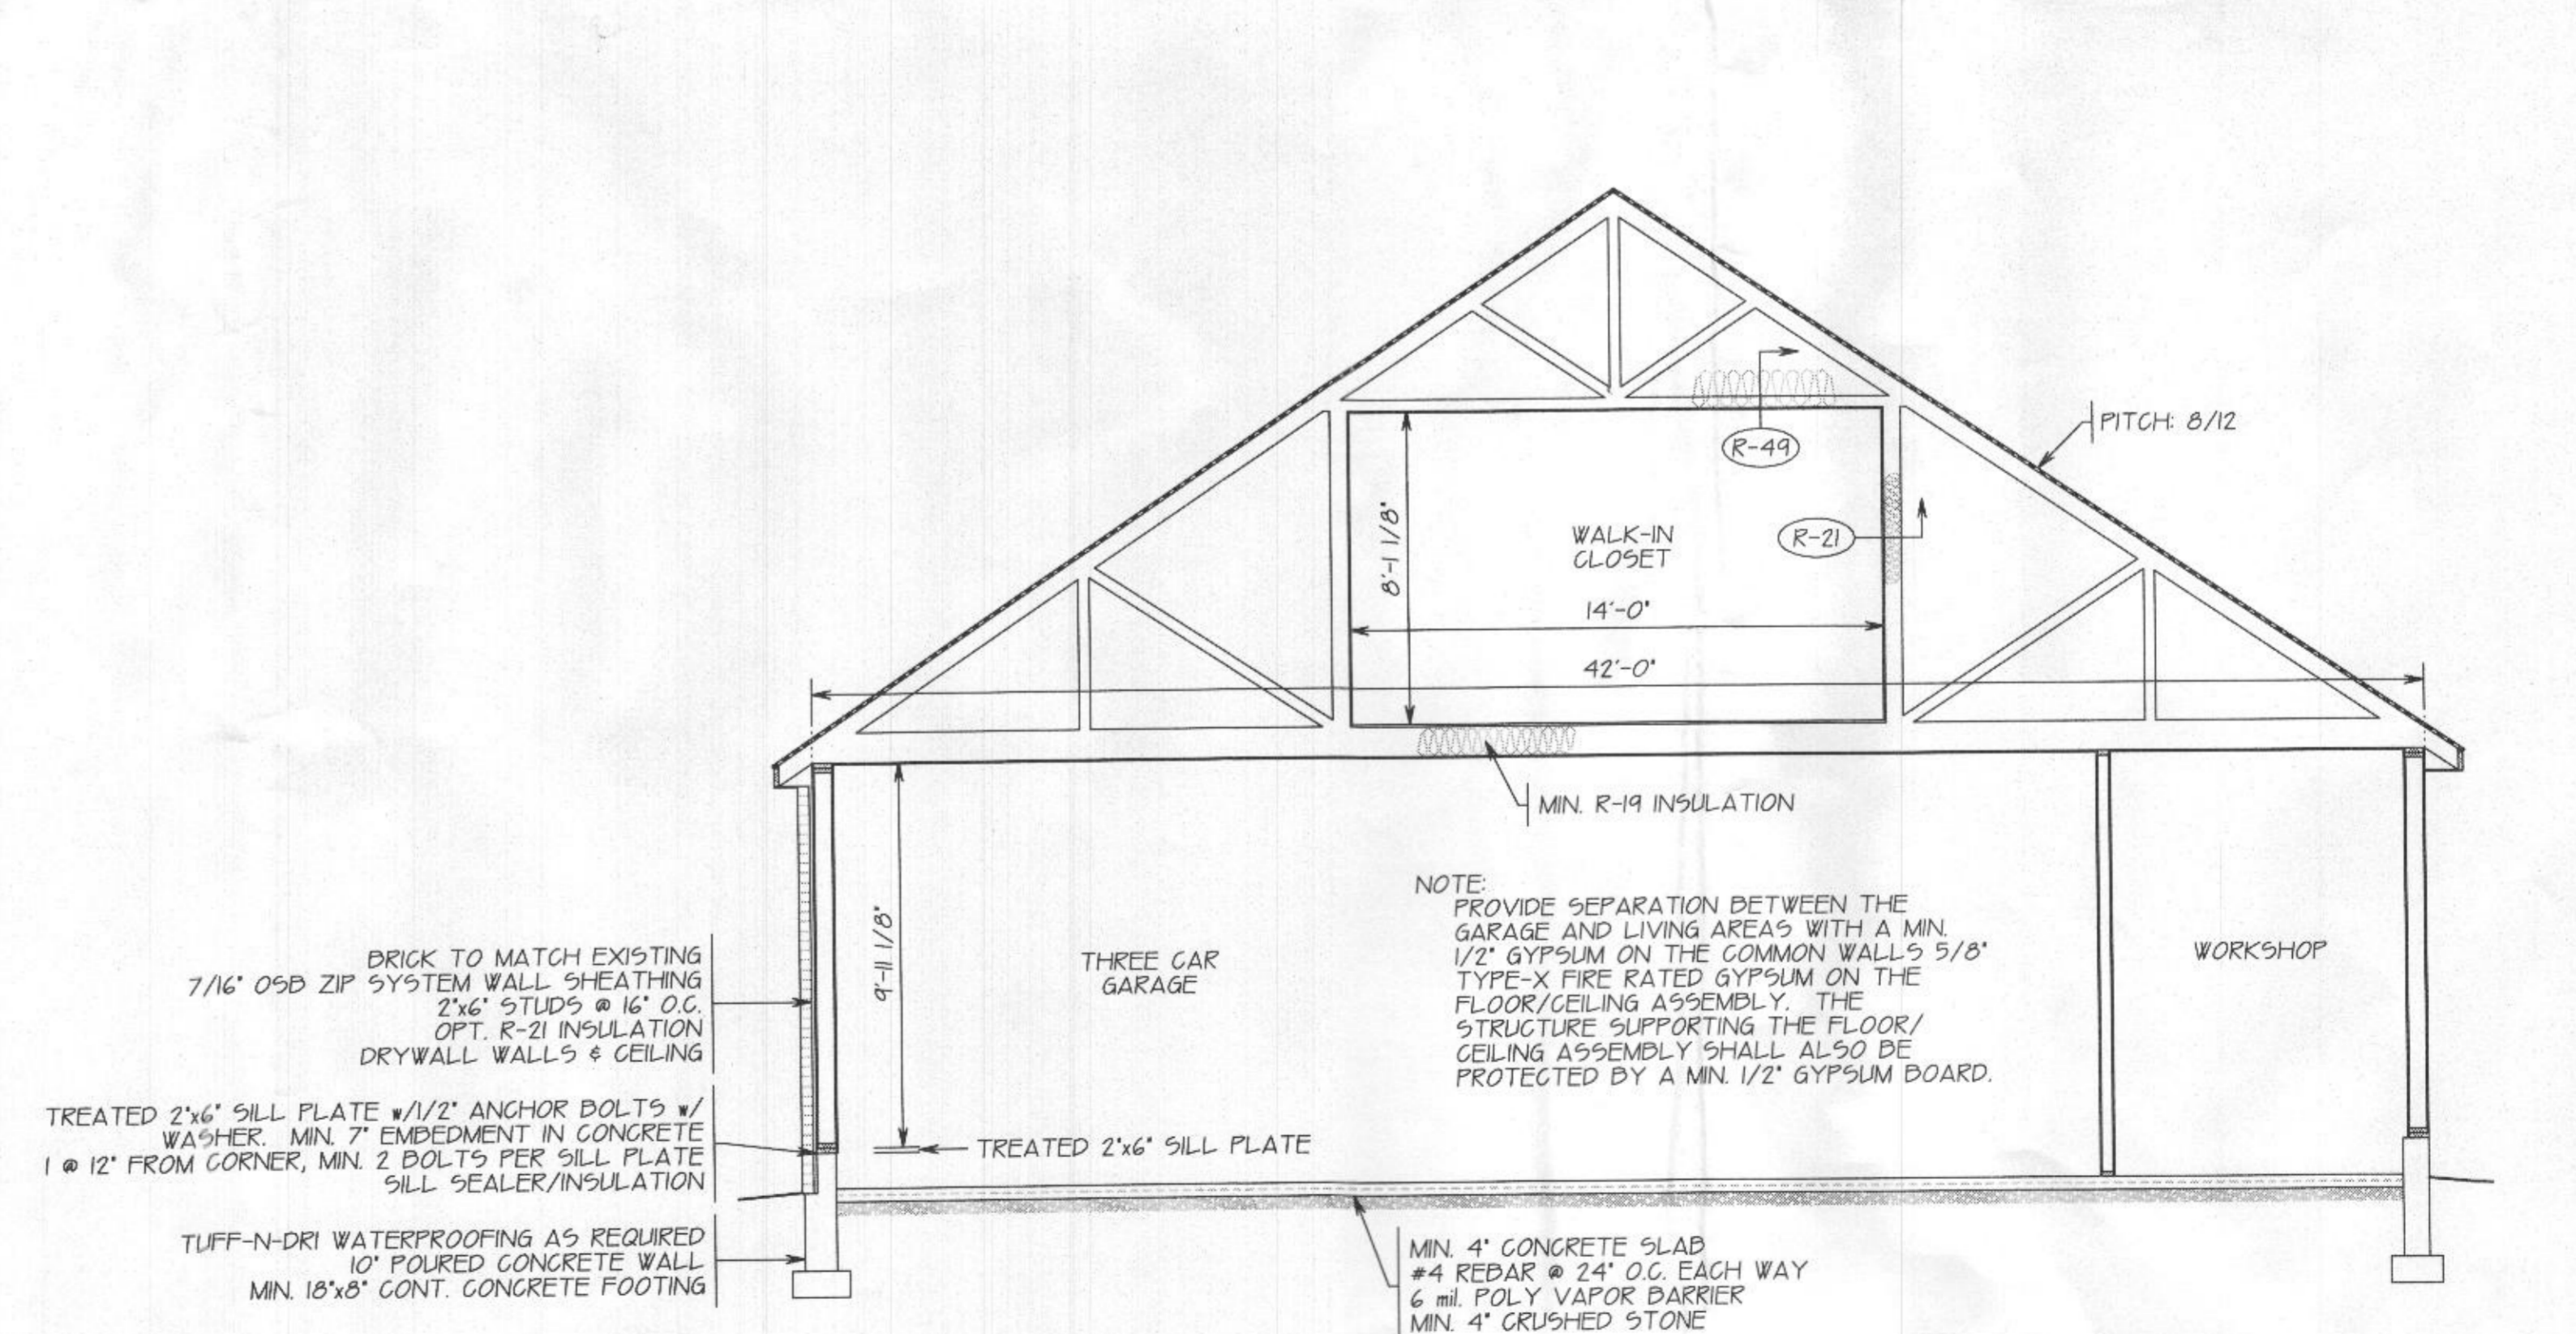 PITCH: 8/12
R-49
8'-1 1/8"
WALK-IN
CLOSET
R-21
14'-0"
42'-0"
MIN. R-19 INSULATION
NOTE:
PROVIDE SEPARATION BETWEEN THE
GARAGE AND LIVING AREAS WITH A MIN.
1/2" GYPSUM ON THE COMMON WALLS 5/8"
TYPE-X FIRE RATED GYPSUM ON THE
FLOOR/CEILING ASSEMBLY. THE
STRUCTURE SUPPORTING THE FLOOR/
CEILING ASSEMBLY SHALL ALSO BE
PROTECTED BY A MIN. 1/2" GYPSUM BOARD.
9'-11 1/8"
THREE CAR
GARAGE
WORKSHOP
BRICK TO MATCH EXISTING
7/16" OSB ZIP SYSTEM WALL SHEATHING
2"x6" STUDS @ 16" O.C.
OPT. R-21 INSULATION
DRYWALL WALLS & CEILING
TREATED 2"x6" SILL PLATE w/1/2" ANCHOR BOLTS w/
WASHER. MIN. 7" EMBEDMENT IN CONCRETE
1 @ 12" FROM CORNER, MIN. 2 BOLTS PER SILL PLATE
SILL SEALER/INSULATION
TREATED 2"x6" SILL PLATE
TUFF-N-DRI WATERPROOFING AS REQUIRED
10" POURED CONCRETE WALL
MIN. 18"x8" CONT. CONCRETE FOOTING
MIN. 4" CONCRETE SLAB
#4 REBAR @ 24" O.C. EACH WAY
6 mil. POLY VAPOR BARRIER
MIN. 4" CRUSHED STONE